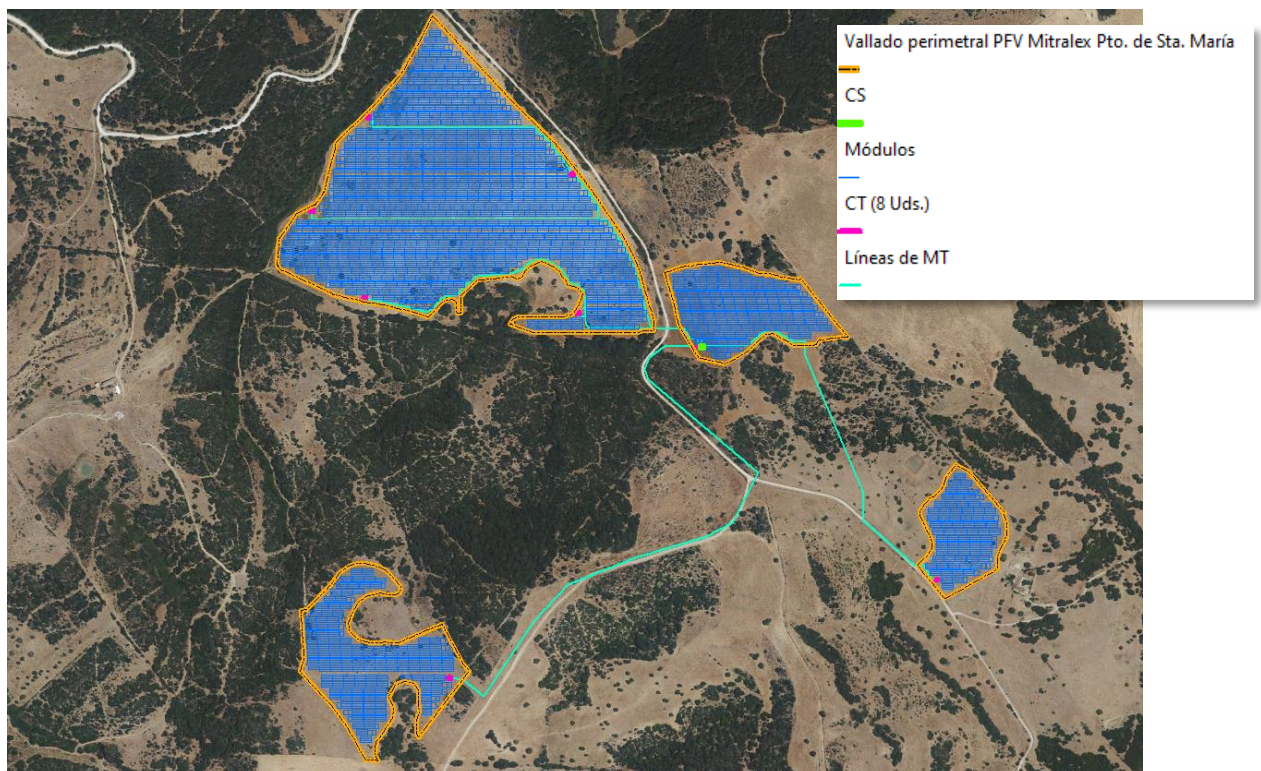 Vallado perimetral PFV Mitralex Pto. de Sta. María
CS
Módulos
CT (8 Uds.)
Líneas de MT